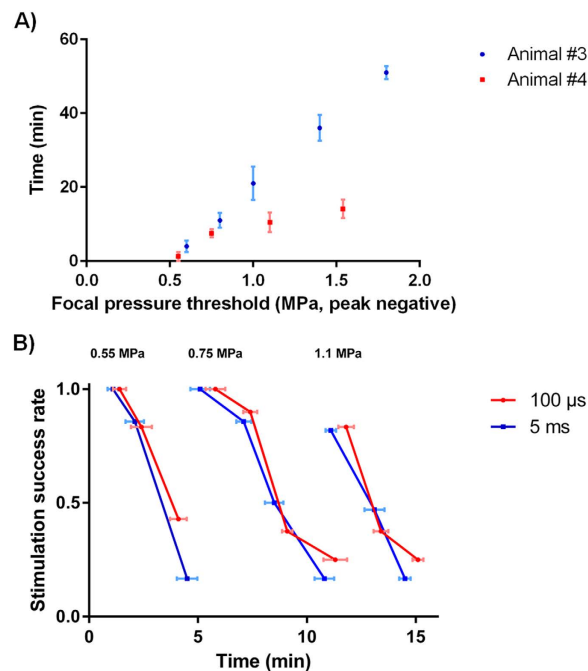 A)
60
40
20
0
Time (min)
0.0 0.5 1.0 1.5 2.0
Focal pressure threshold (MPa, peak negative)
Animal #3
Animal #4
B)
0.55 MPa 0.75 MPa 1.1 MPa
1.0
0.5
0.0
Stimulation success rate
0 5 10 15
Time (min)
100 µs
5 ms